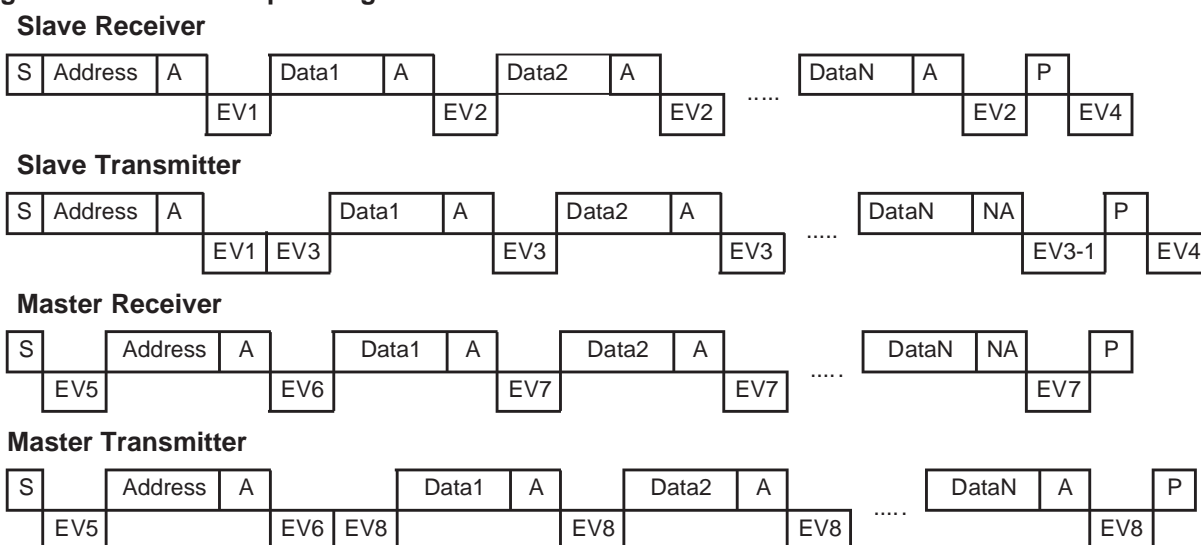 Slave Receiver
S Address A Data1 A Data2 A ..... DataN A P
EV1 EV2 EV2 EV2 EV4
Slave Transmitter
S Address A Data1 A Data2 A ..... DataN NA P
EV1 EV3 EV3 EV3 EV3-1 EV4
Master Receiver
S Address A Data1 A Data2 A ..... DataN NA P
EV5 EV6 EV7 EV7 EV7
Master Transmitter
S Address A Data1 A Data2 A ..... DataN A P
EV5 EV6 EV8 EV8 EV8 EV8